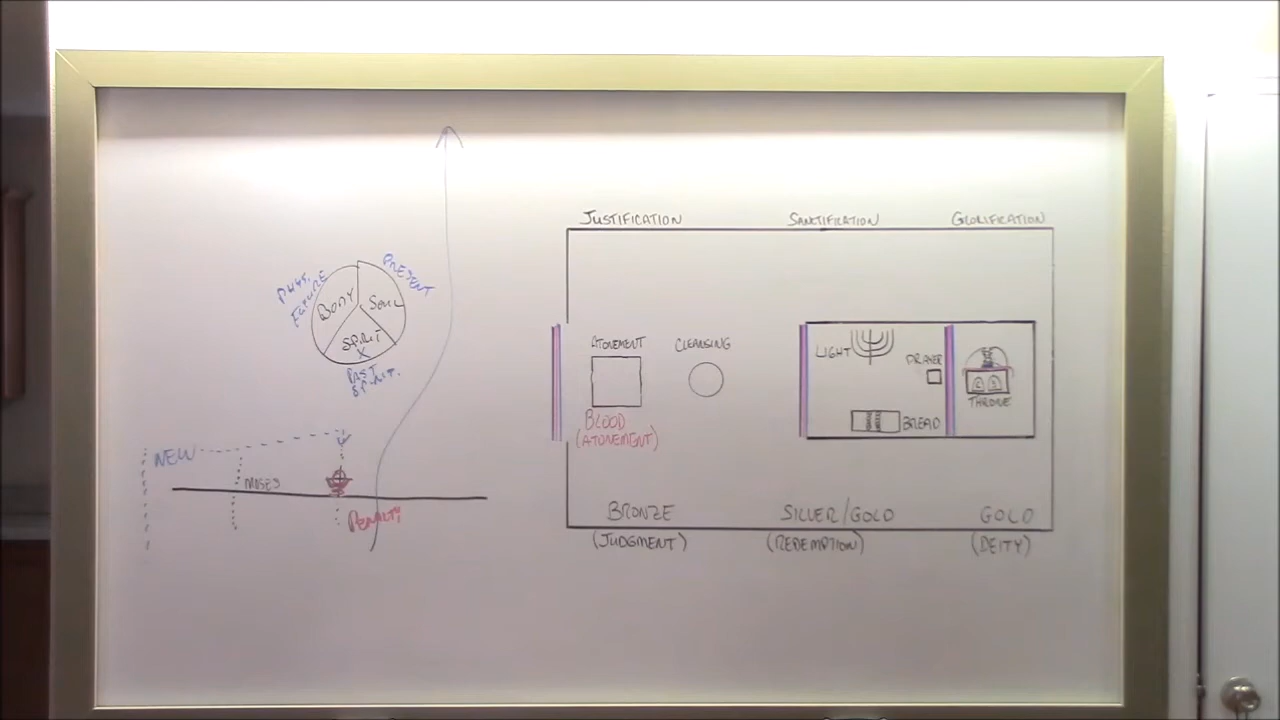 PHYS.
FUTURE
PRESENT
BODY
SOUL
SPIRIT
X
PAST
SPIRIT.
NEW
MOSES
PENALTY
JUSTIFICATION
SANCTIFICATION
GLORIFICATION
ATONEMENT
CLEANSING
LIGHT
PRAYER
THRONE
BLOOD
(ATONEMENT)
BREAD
BRONZE
SILVER/GOLD
GOLD
(JUDGMENT)
(REDEMPTION)
(DEITY)